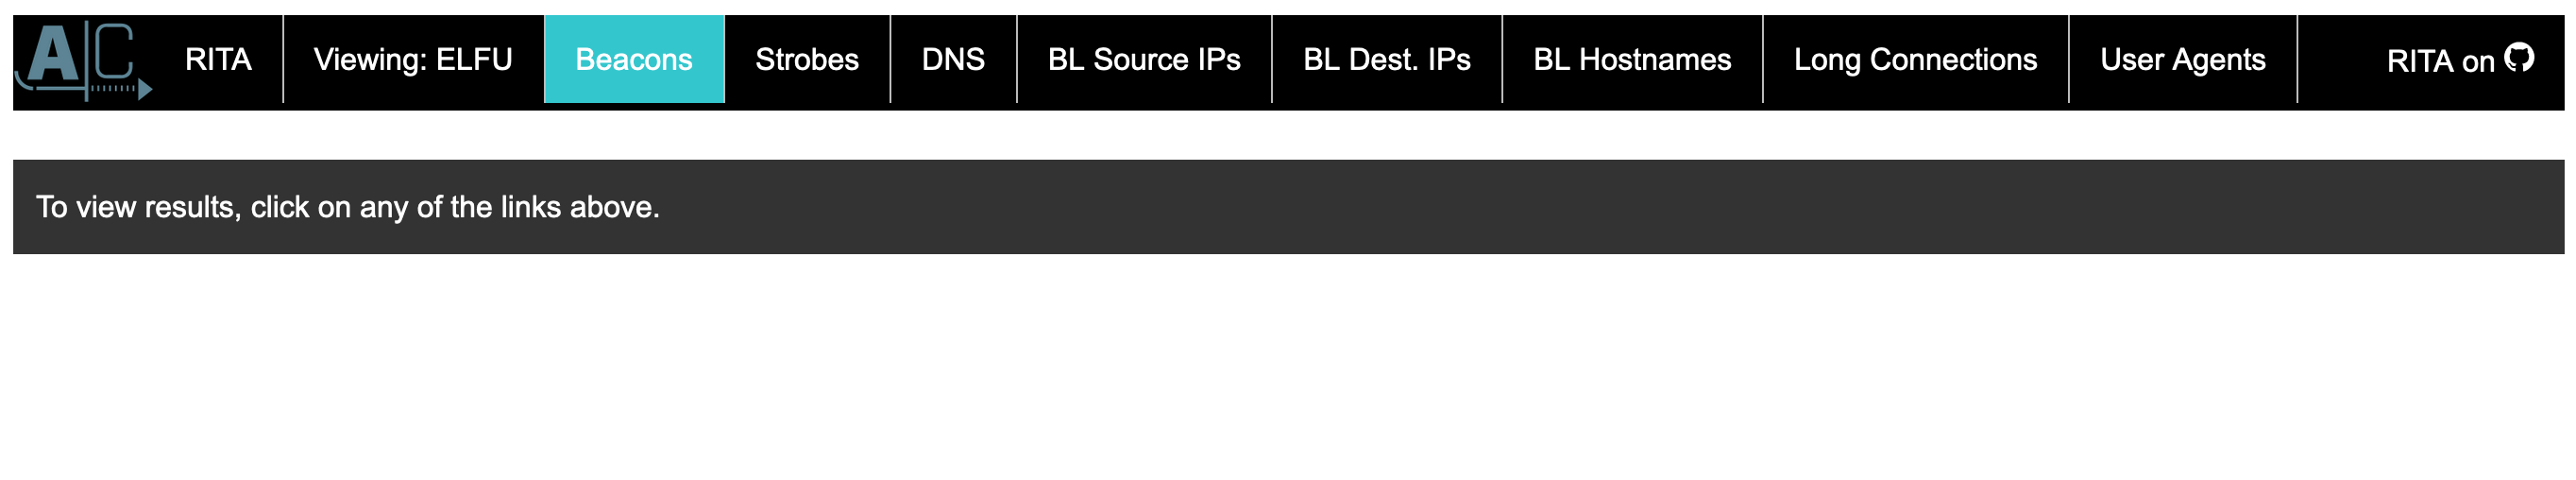 AC RITA Viewing: ELFU Beacons Strobes DNS BL Source IPs BL Dest. IPs BL Hostnames Long Connections User Agents RITA on
To view results, click on any of the links above.